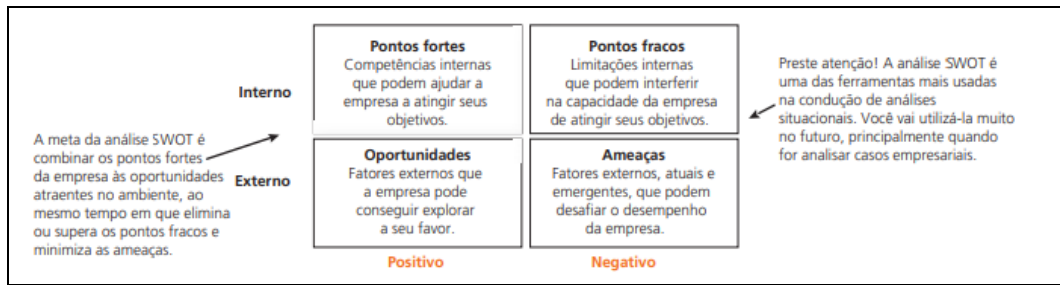 Pontos fortes
Competências internas
que podem ajudar a
empresa a atingir seus
objetivos.
Pontos fracos
Limitações internas
que podem interferir
na capacidade da empresa
de atingir seus objetivos.
Interno
Preste atenção! A análise SWOT é
uma das ferramentas mais usadas
na condução de análises
situacionais. Você vai utilizá-la muito
no futuro, principalmente quando
for analisar casos empresariais.
A meta da análise SWOT é
combinar os pontos fortes
da empresa às oportunidades
atraentes no ambiente, ao
mesmo tempo em que elimina
ou supera os pontos fracos e
minimiza as ameaças.
Externo
Oportunidades
Fatores externos que
a empresa pode
conseguir explorar
a seu favor.
Ameaças
Fatores externos, atuais e
emergentes, que podem
desafiar o desempenho
da empresa.
Positivo
Negativo